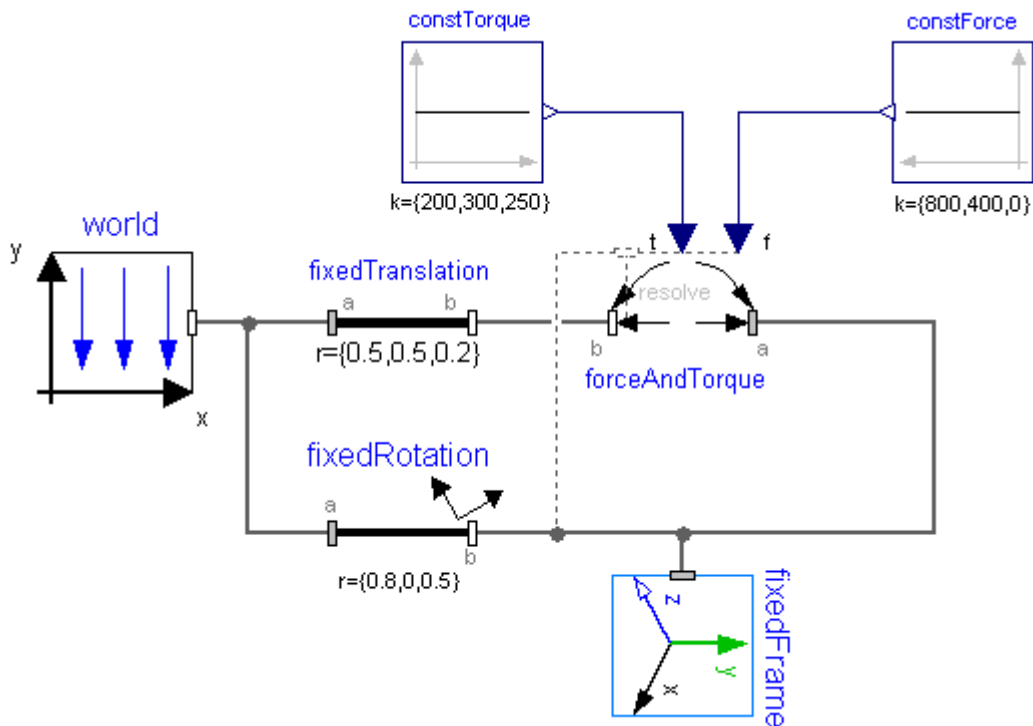 constTorque
constForce
k={200,300,250}
k={800,400,0}
world
y
t
f
fixedTranslation
a
b
resolve
r={0.5,0.5,0.2}
b
a
forceAndTorque
x
fixedRotation
a
b
r={0.8,0,0.5}
fixedFrame
z
y
x